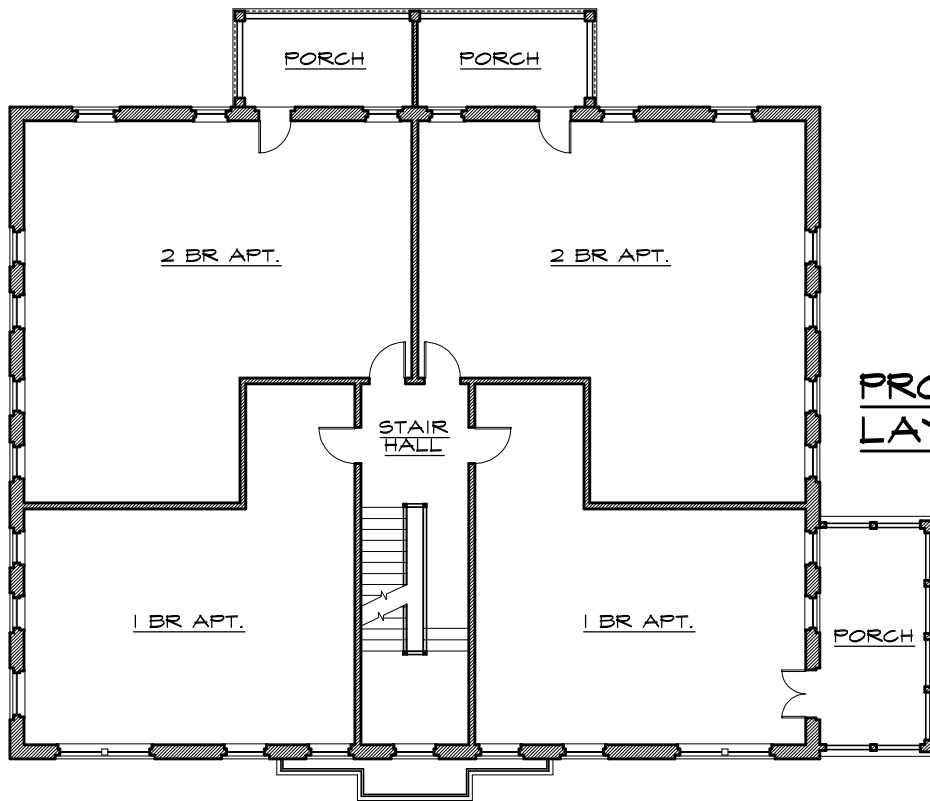 PORCH
PORCH
2 BR APT.
2 BR APT.
STAIR
HALL
1 BR APT.
1 BR APT.
PORCH